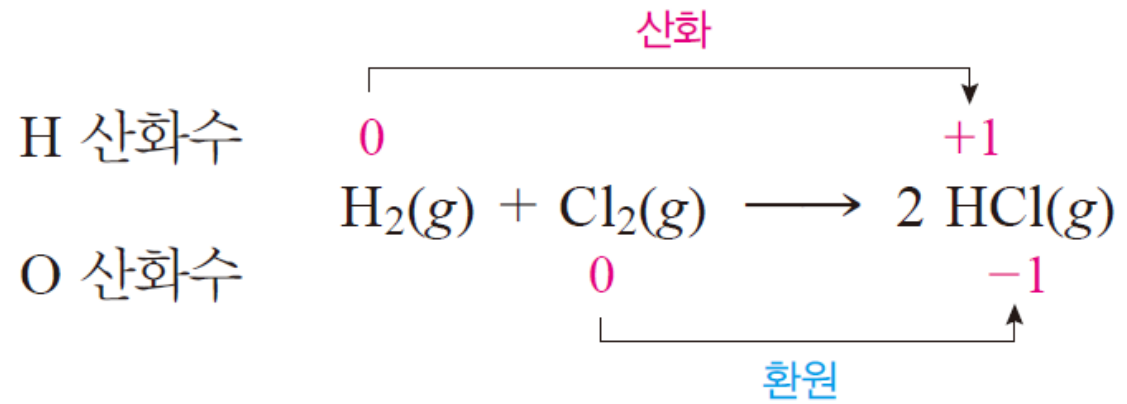 산화
H 산화수 0 +1
H₂(g) + Cl₂(g) ⟶ 2 HCl(g)
O 산화수 0 −1
환원